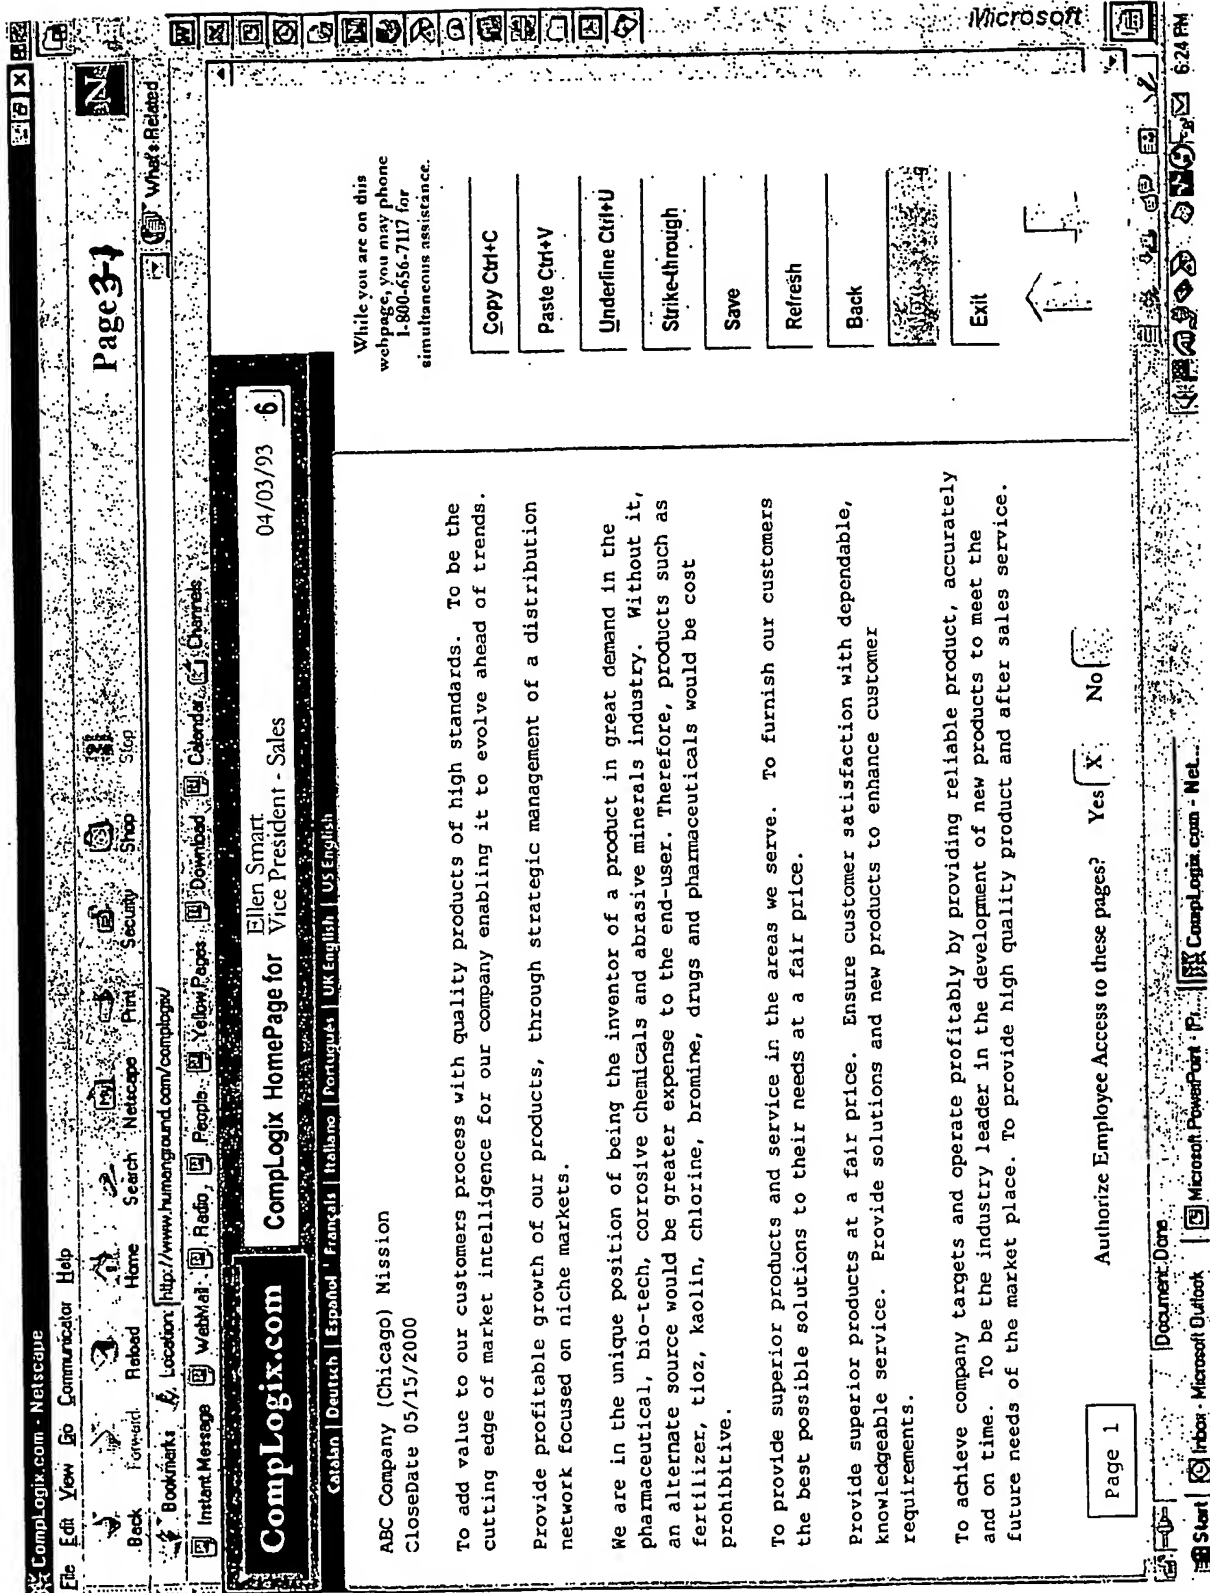 CompLogix.com - Netscape
File Edit View Go Communicator Help
Back Forward Reload Home Search Netscape Print Security Shop Stop
Page 3-1
N
Bookmarks Location: http://www.humanground.com/complogix/ What's Related
Instant Message WebMail Radio People Yellow Pages Download Calendar Channels
CompLogix.com
CompLogix HomePage for
Ellen Smart
Vice President - Sales
04/03/93 6
Catalan | Deutsch | Español | Français | Italiano | Português | UK English | US English
ABC Company (Chicago) Mission
CloseDate 05/15/2000
To add value to our customers process with quality products of high standards. To be the
cutting edge of market intelligence for our company enabling it to evolve ahead of trends.
Provide profitable growth of our products, through strategic management of a distribution
network focused on niche markets.
We are in the unique position of being the inventor of a product in great demand in the
pharmaceutical, bio-tech, corrosive chemicals and abrasive minerals industry. Without it,
an alternate source would be greater expense to the end-user. Therefore, products such as
fertilizer, tioz, kaolin, chlorine, bromine, drugs and pharmaceuticals would be cost
prohibitive.
To provide superior products and service in the areas we serve. To furnish our customers
the best possible solutions to their needs at a fair price.
Provide superior products at a fair price. Ensure customer satisfaction with dependable,
knowledgeable service. Provide solutions and new products to enhance customer
requirements.
To achieve company targets and operate profitably by providing reliable product, accurately
and on time. To be the industry leader in the development of new products to meet the
future needs of the market place. To provide high quality product and after sales service.
Page 1
Authorize Employee Access to these pages? Yes X No
While you are on this
webpage, you may phone
1-800-656-7117 for
simultaneous assistance.
Copy Ctrl+C
Paste Ctrl+V
Underline Ctrl+U
Strike-through
Save
Refresh
Back
Exit
Microsoft
Document: Done
Start Inbox - Microsoft Outlook Microsoft PowerPoint - [Pr... CompLogix.com - Net... 6:24 PM